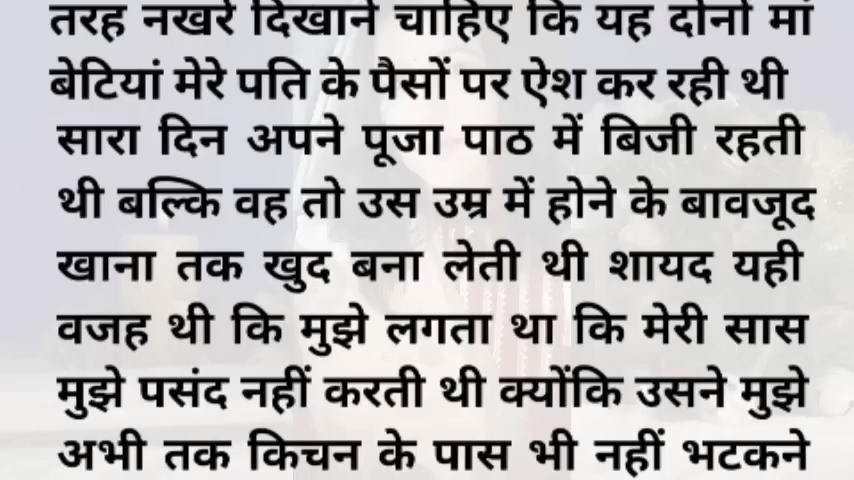 तरह नखरे दिखाने चाहिए कि यह दोनों मां
बेटियां मेरे पति के पैसों पर ऐश कर रही थी
सारा दिन अपने पूजा पाठ में बिजी रहती
थी बल्कि वह तो उस उम्र में होने के बावजूद
खाना तक खुद बना लेती थी शायद यही
वजह थी कि मुझे लगता था कि मेरी सास
मुझे पसंद नहीं करती थी क्योंकि उसने मुझे
अभी तक किचन के पास भी नहीं भटकने